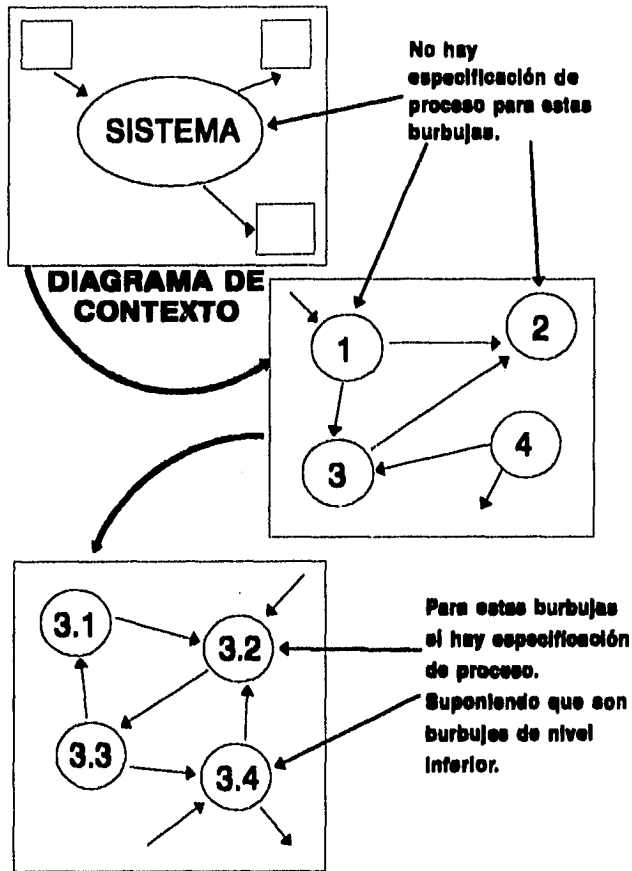 SISTEMA
No hay
especificación de
proceso para estas
burbujas.
DIAGRAMA DE
CONTEXTO
1
2
3
4
3.1
3.2
3.3
3.4
Para estas burbujas
si hay especificación
de proceso.
Suponiendo que son
burbujas de nivel
inferior.